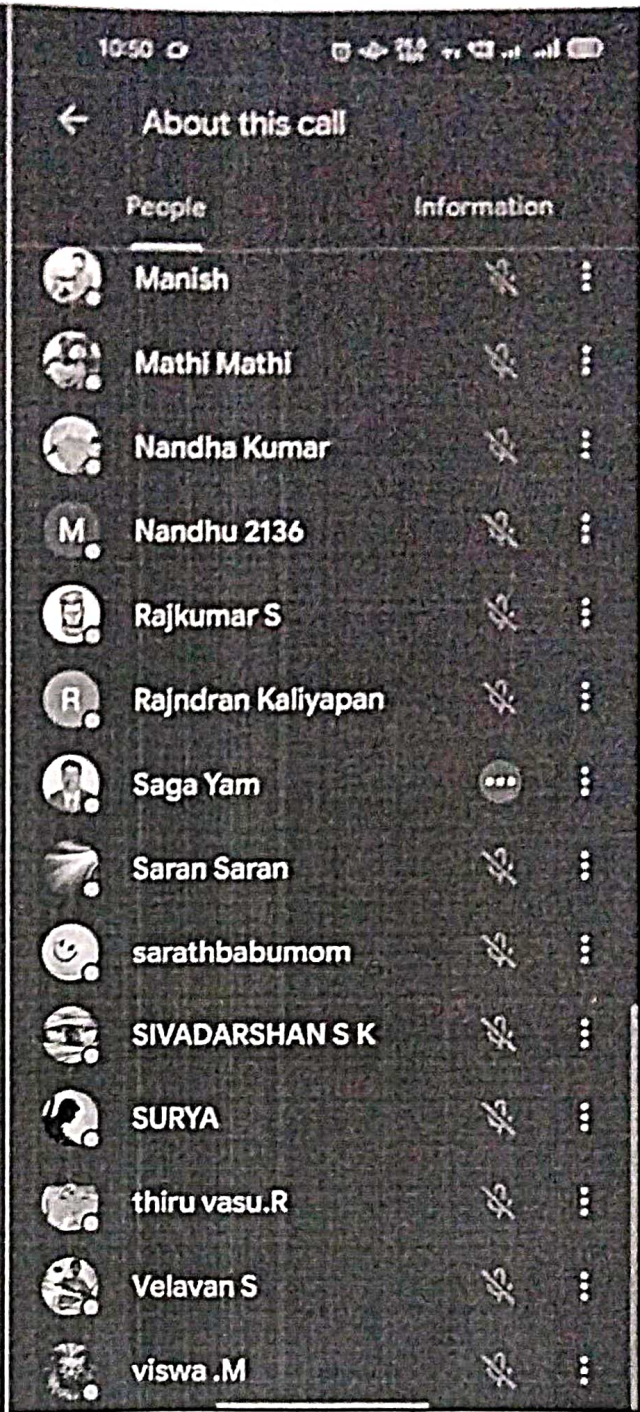 10:50
About this call
People Information
Manish
Mathi Mathi
Nandha Kumar
M Nandhu 2136
Rajkumar S
R Rajndran Kaliyapan
Saga Yam
Saran Saran
sarathbabumom
SIVADARSHAN S K
SURYA
thiru vasu.R
Velavan S
viswa .M